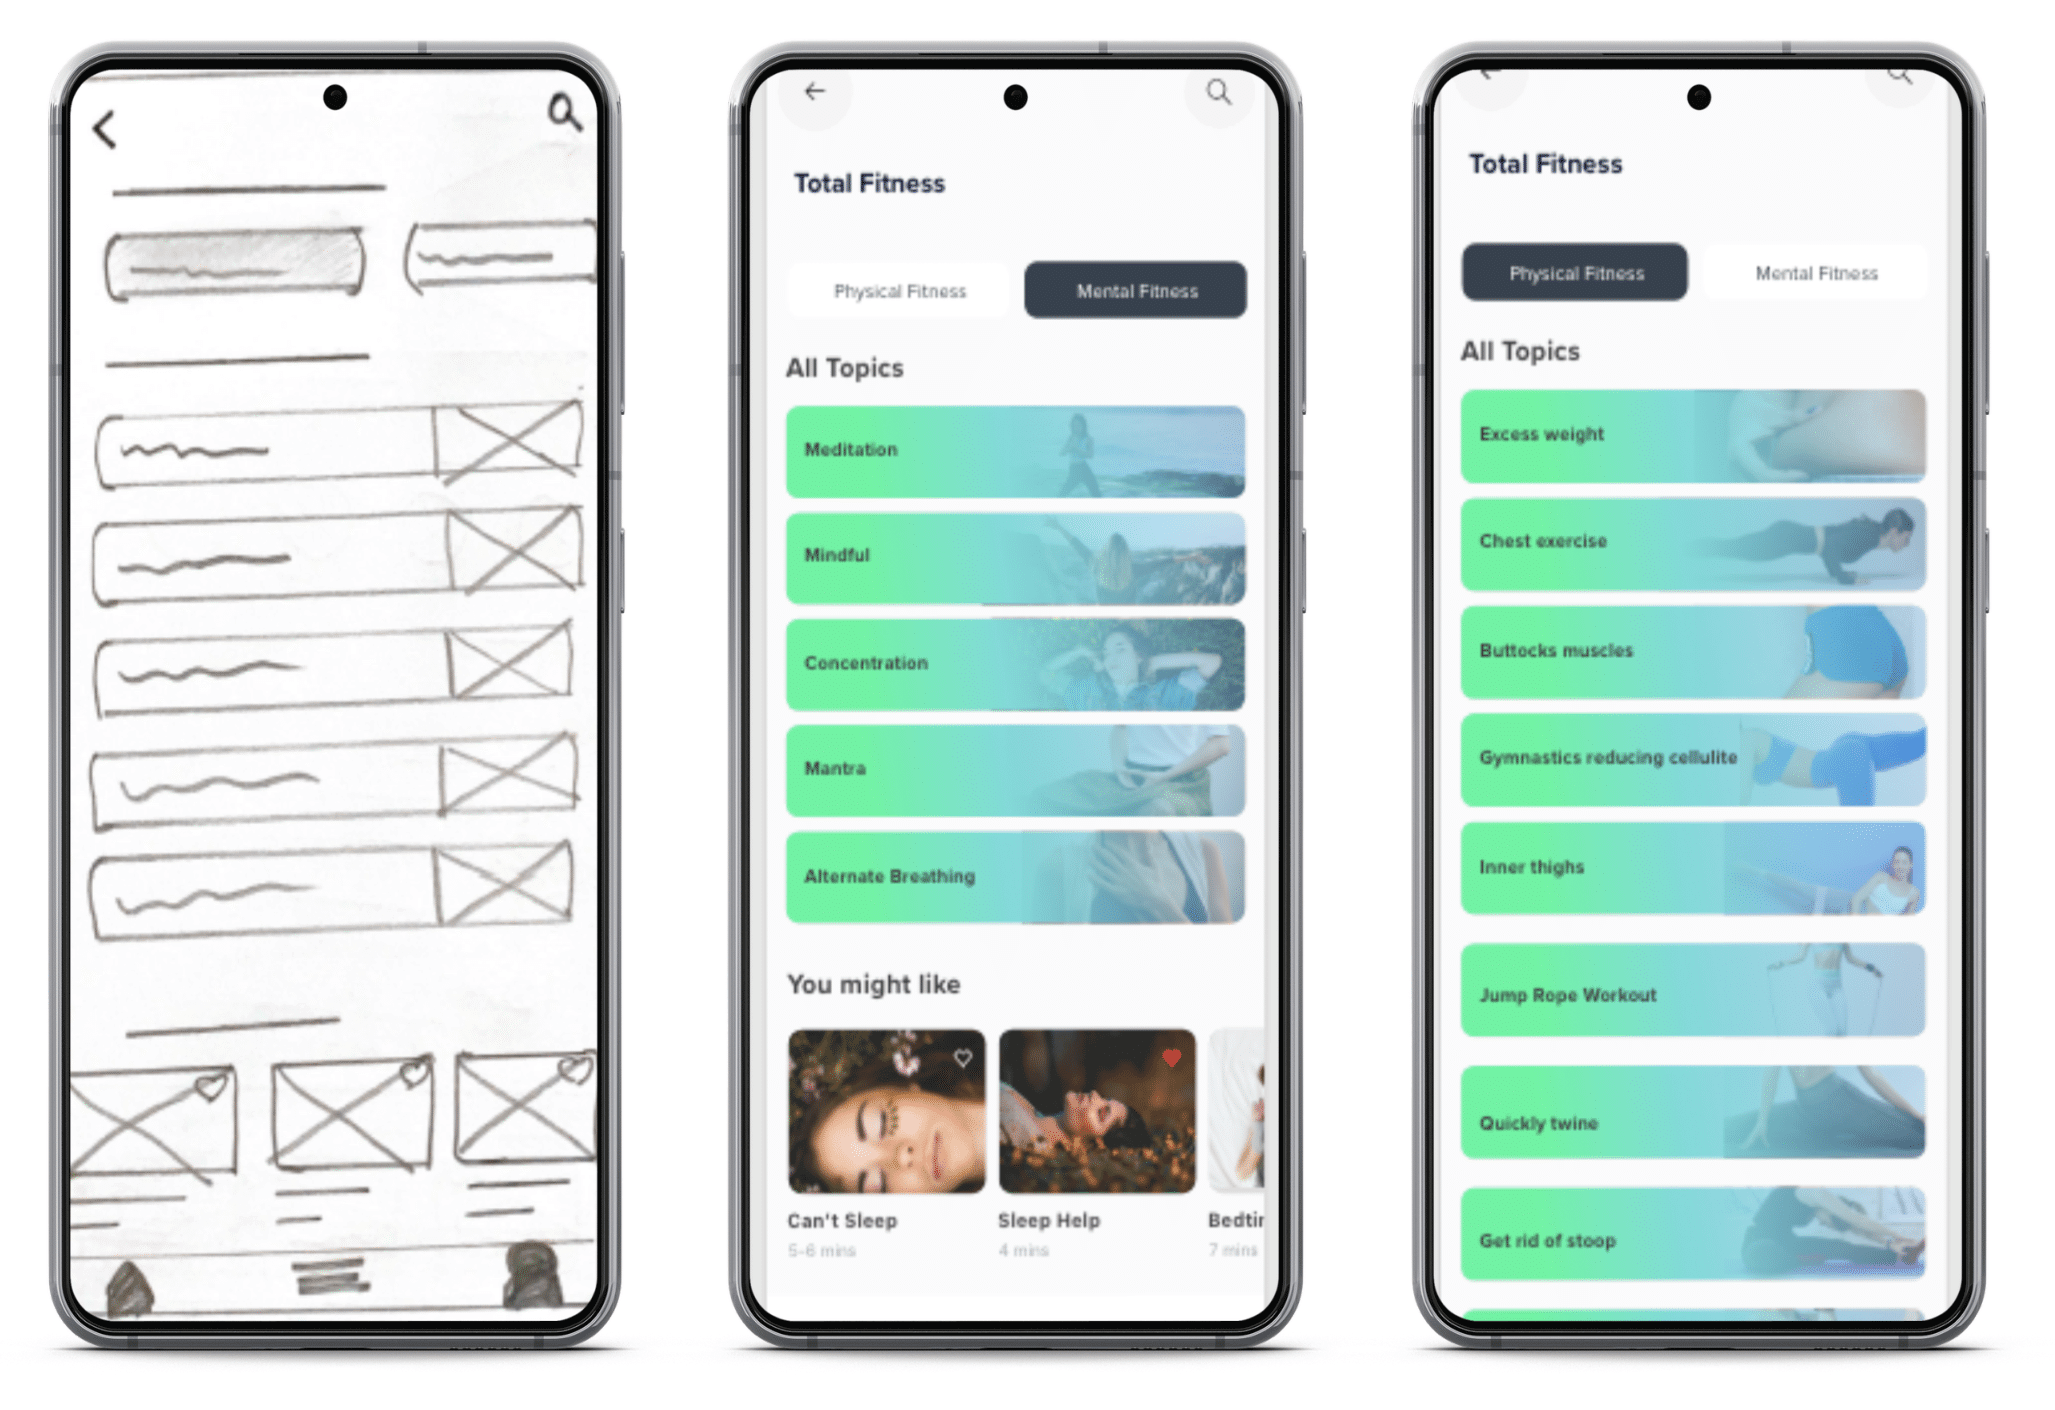 Total Fitness
Physical Fitness
Mental Fitness
All Topics
Meditation
Mindful
Concentration
Mantra
Alternate Breathing
You might like
Can't Sleep
Sleep Help
Bedtin
5-6 mins
4 mins
7 mins
Total Fitness
Physical Fitness
Mental Fitness
All Topics
Excess weight
Chest exercise
Buttocks muscles
Gymnastics reducing cellulite
Inner thighs
Jump Rope Workout
Quickly twine
Get rid of stoop